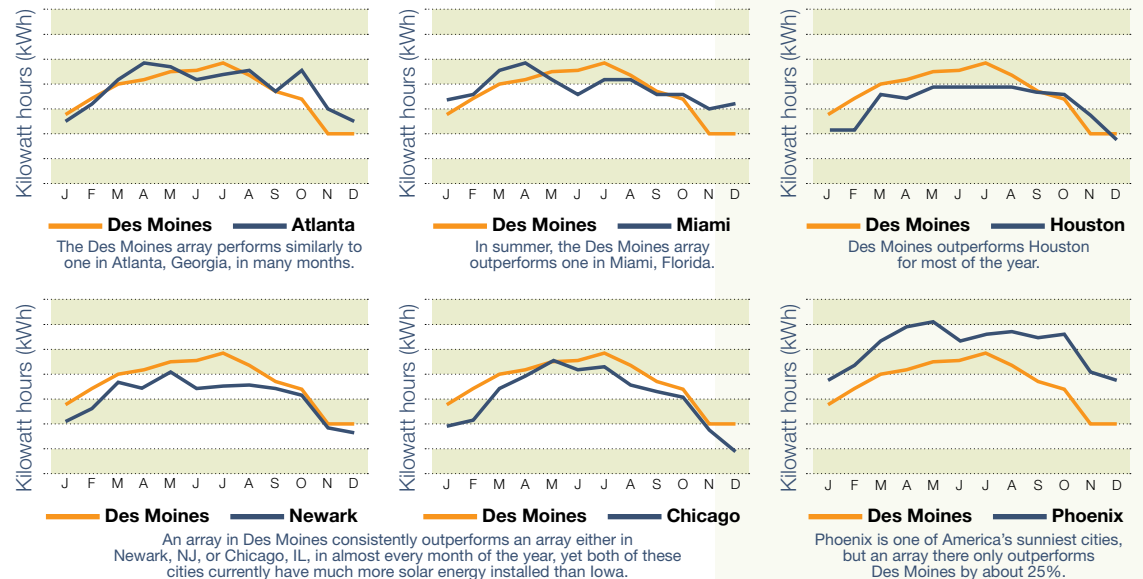 Kilowatt hours (kWh)
J F M A M J J A S O N D
Des Moines Atlanta
The Des Moines array performs similarly to
one in Atlanta, Georgia, in many months.
Kilowatt hours (kWh)
J F M A M J J A S O N D
Des Moines Miami
In summer, the Des Moines array
outperforms one in Miami, Florida.
Kilowatt hours (kWh)
J F M A M J J A S O N D
Des Moines Houston
Des Moines outperforms Houston
for most of the year.
Kilowatt hours (kWh)
J F M A M J J A S O N D
Des Moines Newark
Kilowatt hours (kWh)
J F M A M J J A S O N D
Des Moines Chicago
An array in Des Moines consistently outperforms an array either in
Newark, NJ, or Chicago, IL, in almost every month of the year, yet both of these
cities currently have much more solar energy installed than Iowa.
Kilowatt hours (kWh)
J F M A M J J A S O N D
Des Moines Phoenix
Phoenix is one of America's sunniest cities,
but an array there only outperforms
Des Moines by about 25%.